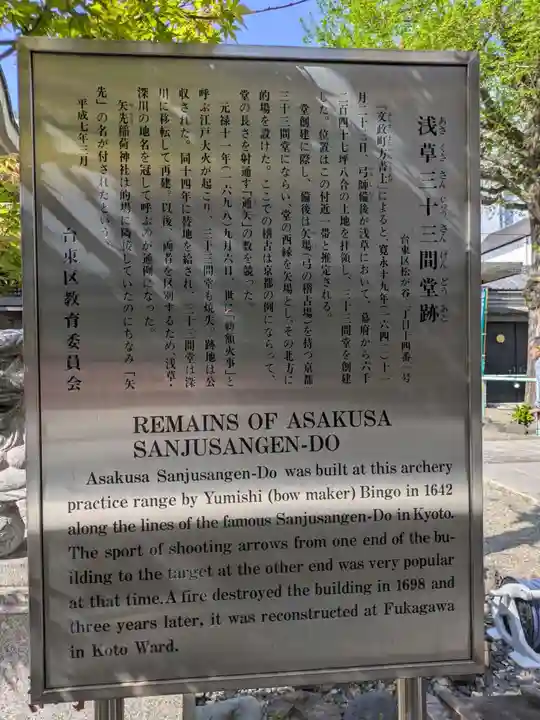 浅草三十三間堂跡
あさくさんじゅうさんげんどうあと
台東区松が谷二丁目十四番一号
『文政町方書上』によると、寛永十九年(一六四二)十一
月二十三日、弓師備後が浅草において、幕府から六千
二百四十七坪八合の土地を拝領し、三十三間堂を創建
した。位置はこの付近一帯と推定される。
堂創建に際し、備後は矢場(弓の稽古場)を持つ京都
三十三間堂にならい、堂の西縁を矢場とし、その北方に
的場を設けた。ここでの稽古は京都の例にならって、
堂の長さを射通す「通矢」の数を競った。
元禄十一年(一六九八)九月六日、世に「勅額火事」と
呼ぶ江戸大火が起こり、三十三間堂も焼失、跡地は公
収された。同十四年に替地を給され、三十三間堂は深
川に移転して再建、以後、両者を区別するため、浅草・
深川の地名を冠して呼ぶのが通例になった。
矢先稲荷神社は的場に隣接していたのにちなみ「矢
先」の名が付されたという。
平成七年三月
台東区教育委員会
REMAINS OF ASAKUSA
SANJUSANGEN-DO
Asakusa Sanjusangen-Do was built at this archery
practice range by Yumishi (bow maker) Bingo in 1642
along the lines of the famous Sanjusangen-Do in Kyoto.
The sport of shooting arrows from one end of the bu-
ilding to the target at the other end was very popular
at that time. A fire destroyed the building in 1698 and
three years later, it was reconstructed at Fukagawa
in Koto Ward.